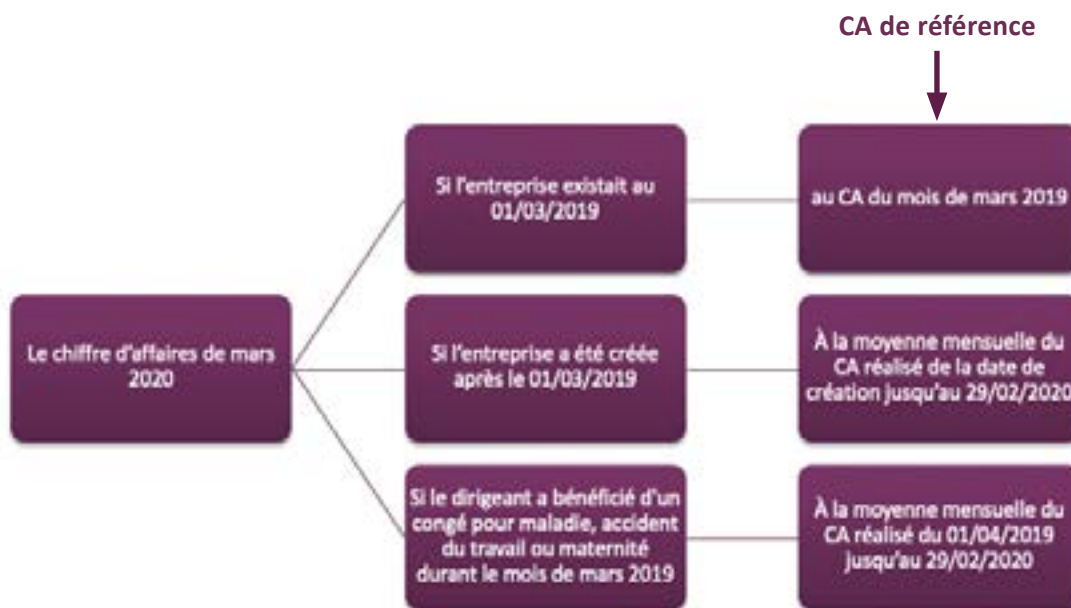 CA de référence
Si l'entreprise existait au
01/03/2019
au CA du mois de mars 2019
Le chiffre d'affaires de mars
2020
Si l'entreprise a été créée
après le 01/03/2019
À la moyenne mensuelle du
CA réalisé de la date de
création jusqu'au 29/02/2020
Si le dirigeant a bénéficié d'un
congé pour maladie, accident
du travail ou maternité
durant le mois de mars 2019
À la moyenne mensuelle du
CA réalisé du 01/04/2019
jusqu'au 29/02/2020